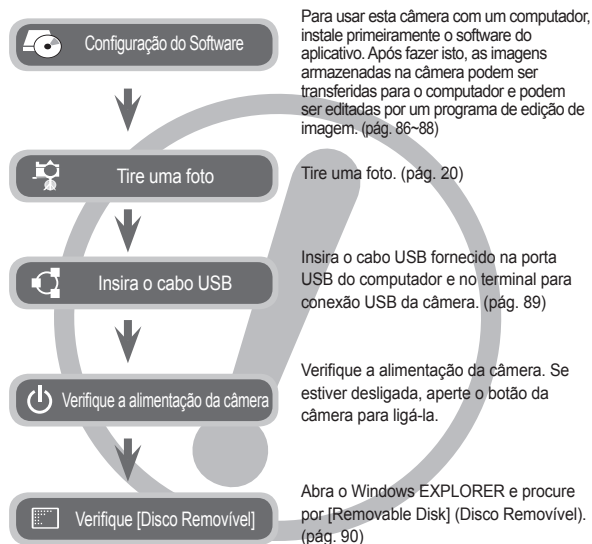 Configuração do Software
Para usar esta câmera com um computador,
instale primeiramente o software do
aplicativo. Após fazer isto, as imagens
armazenadas na câmera podem ser
transferidas para o computador e podem
ser editadas por um programa de edição de
imagem. (pág. 86~88)
Tire uma foto
Tire uma foto. (pág. 20)
Insira o cabo USB
Insira o cabo USB fornecido na porta
USB do computador e no terminal para
conexão USB da câmera. (pág. 89)
Verifique a alimentação da câmera
Verifique a alimentação da câmera. Se
estiver desligada, aperte o botão da
câmera para ligá-la.
Verifique [Disco Removível]
Abra o Windows EXPLORER e procure
por [Removable Disk] (Disco Removível).
(pág. 90)